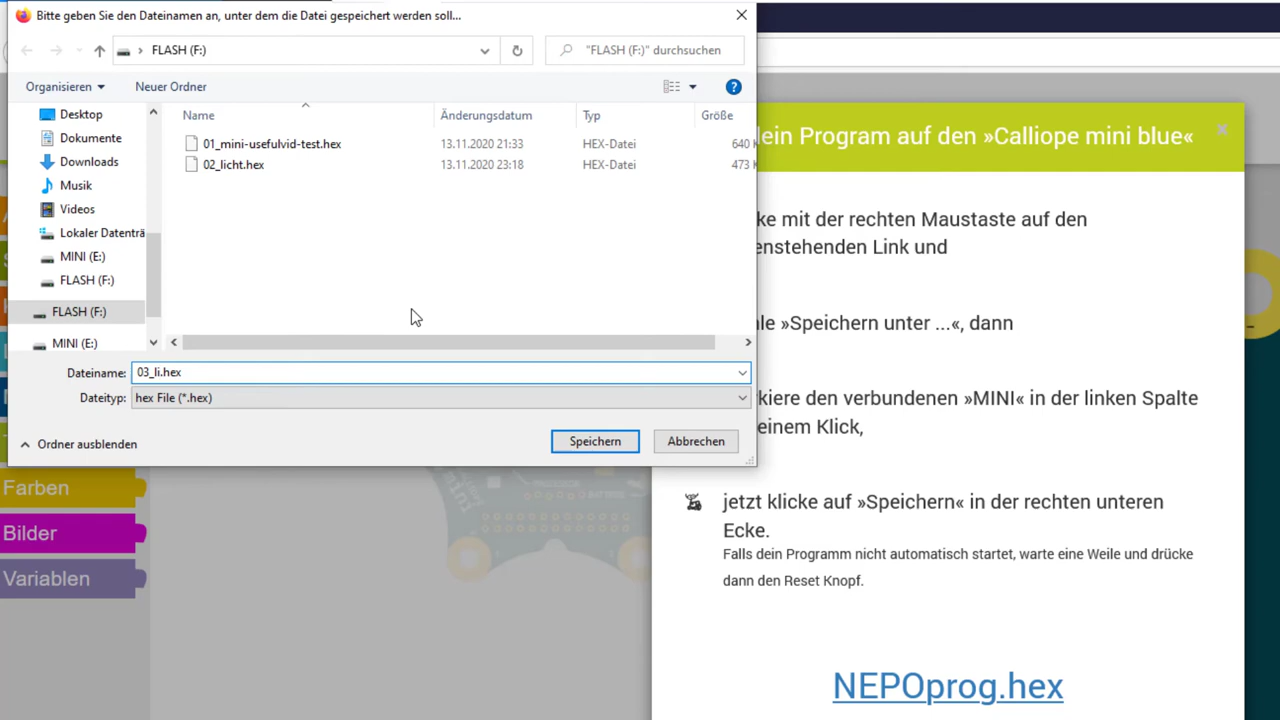 Bitte geben Sie den Dateinamen an, unter dem die Datei gespeichert werden soll...
FLASH (F:)
"FLASH (F:)" durchsuchen
Organisieren
Neuer Ordner
Name
Änderungsdatum
Typ
Größe
01_mini-usefulvid-test.hex
13.11.2020 21:33
HEX-Datei
640
02_licht.hex
13.11.2020 23:18
HEX-Datei
473
Desktop
Dokumente
Downloads
Musik
Videos
Lokaler Datenträ
MINI (E:)
FLASH (F:)
FLASH (F:)
MINI (E:)
Dateiname:
03_li.hex
Dateityp:
hex File (*.hex)
Ordner ausblenden
Speichern
Abbrechen
ein Program auf den »Calliope mini blue«
ke mit der rechten Maustaste auf den
enstehenden Link und
le »Speichern unter ...«, dann
kiere den verbundenen »MINI« in der linken Spalte
einem Klick,
jetzt klicke auf »Speichern« in der rechten unteren
Ecke.
Falls dein Programm nicht automatisch startet, warte eine Weile und drücke
dann den Reset Knopf.
NEPOprog.hex
Farben
Bilder
Variablen
mini